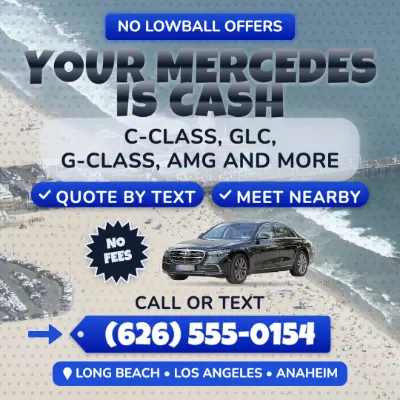 NO LOWBALL OFFERS
YOUR MERCEDES
IS CASH
C-CLASS, GLC,
G-CLASS, AMG AND MORE
QUOTE BY TEXT
MEET NEARBY
NO
FEES
CALL OR TEXT
(626) 555-0154
LONG BEACH • LOS ANGELES • ANAHEIM